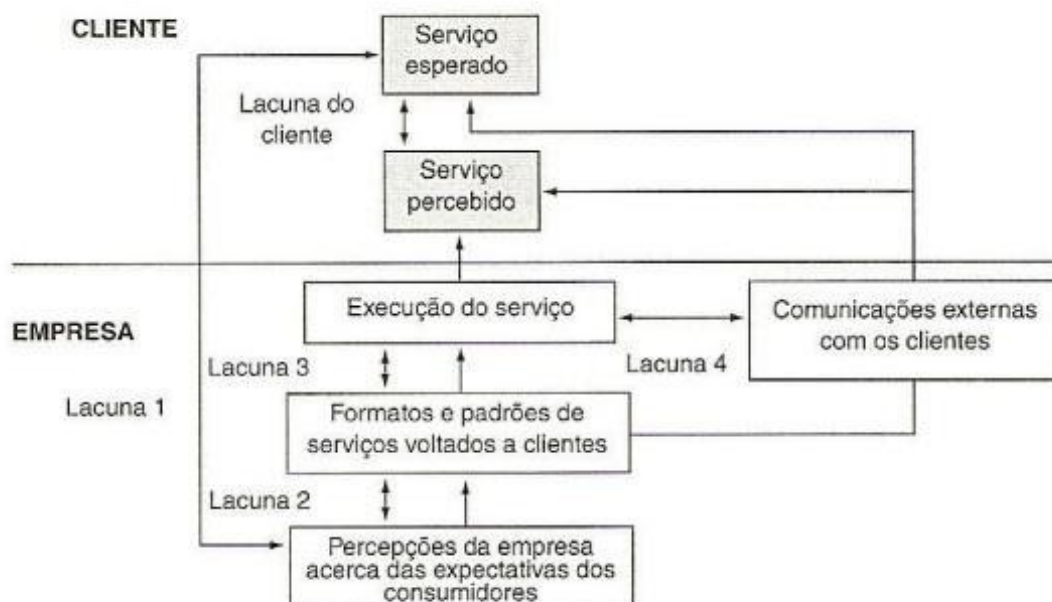 CLIENTE
Serviço
esperado
Lacuna do
cliente
Serviço
percebido
Execução do serviço
Comunicações externas
com os clientes
EMPRESA
Lacuna 3
Lacuna 4
Lacuna 1
Formatos e padrões de
serviços voltados a clientes
Lacuna 2
Percepções da empresa
acerca das expectativas dos
consumidores